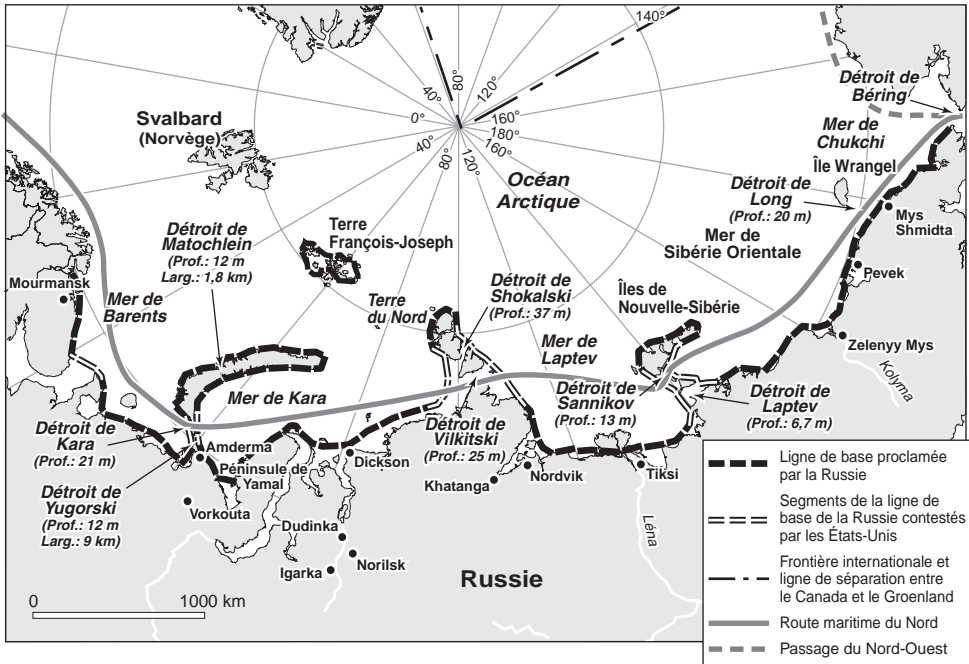 140°
80°
120°
40°
0°
160°
180°
160°
40°
80°
120°
Détroit de
Béring
Mer de
Chukchi
Île Wrangel
Svalbard
(Norvège)
Océan
Arctique
Détroit de
Long
(Prof.: 20 m)
Mys
Shmidta
Mer de
Sibérie Orientale
Détroit de
Matochlein
(Prof.: 12 m
Larg.: 1,8 km)
Terre
François-Joseph
Terre
du Nord
Détroit de
Shokalski
(Prof.: 37 m)
Îles de
Nouvelle-Sibérie
Pevek
Mourmansk
Mer de
Barents
Mer de
Laptev
Zelenyy Mys
Kolyma
Mer de Kara
Détroit de
Sannikov
(Prof.: 13 m)
Détroit de
Laptev
(Prof.: 6,7 m)
Détroit de
Kara
(Prof.: 21 m)
Amderma
Péninsule de
Yamal
Dickson
Détroit de
Vilkitski
(Prof.: 25 m)
Khatanga
Nordvik
Tiksi
Détroit de
Yugorski
(Prof.: 12 m
Larg.: 9 km)
Vorkouta
Dudinka
Norilsk
Igarka
Léna
Russie
0 1000 km
Ligne de base proclamée
par la Russie
Segments de la ligne de
base de la Russie contestés
par les États-Unis
Frontière internationale et
ligne de séparation entre
le Canada et le Groenland
Route maritime du Nord
Passage du Nord-Ouest